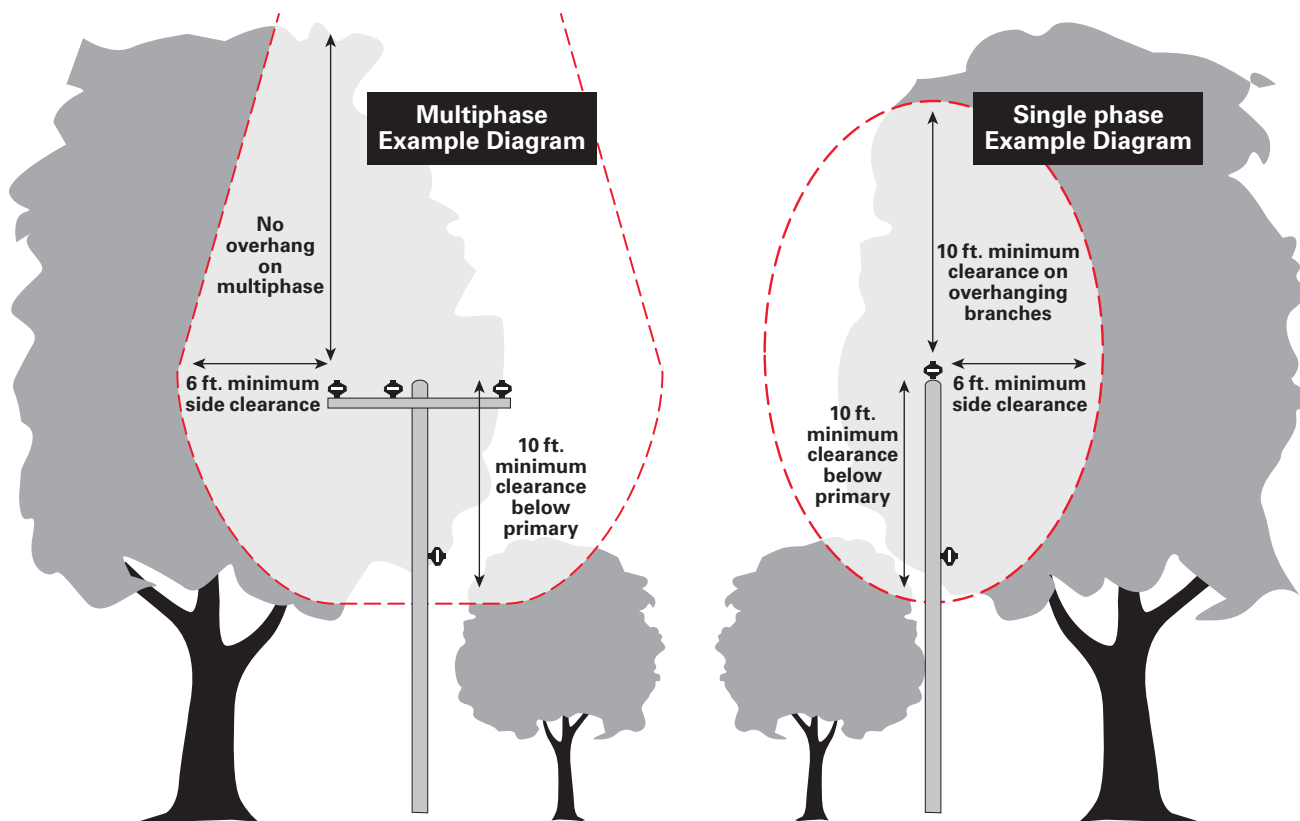 Multiphase
Example Diagram
No
overhang
on
multiphase
6 ft. minimum
side clearance
10 ft.
minimum
clearance
below
primary
Single phase
Example Diagram
10 ft. minimum
clearance on
overhanging
branches
6 ft. minimum
side clearance
10 ft.
minimum
clearance
below
primary